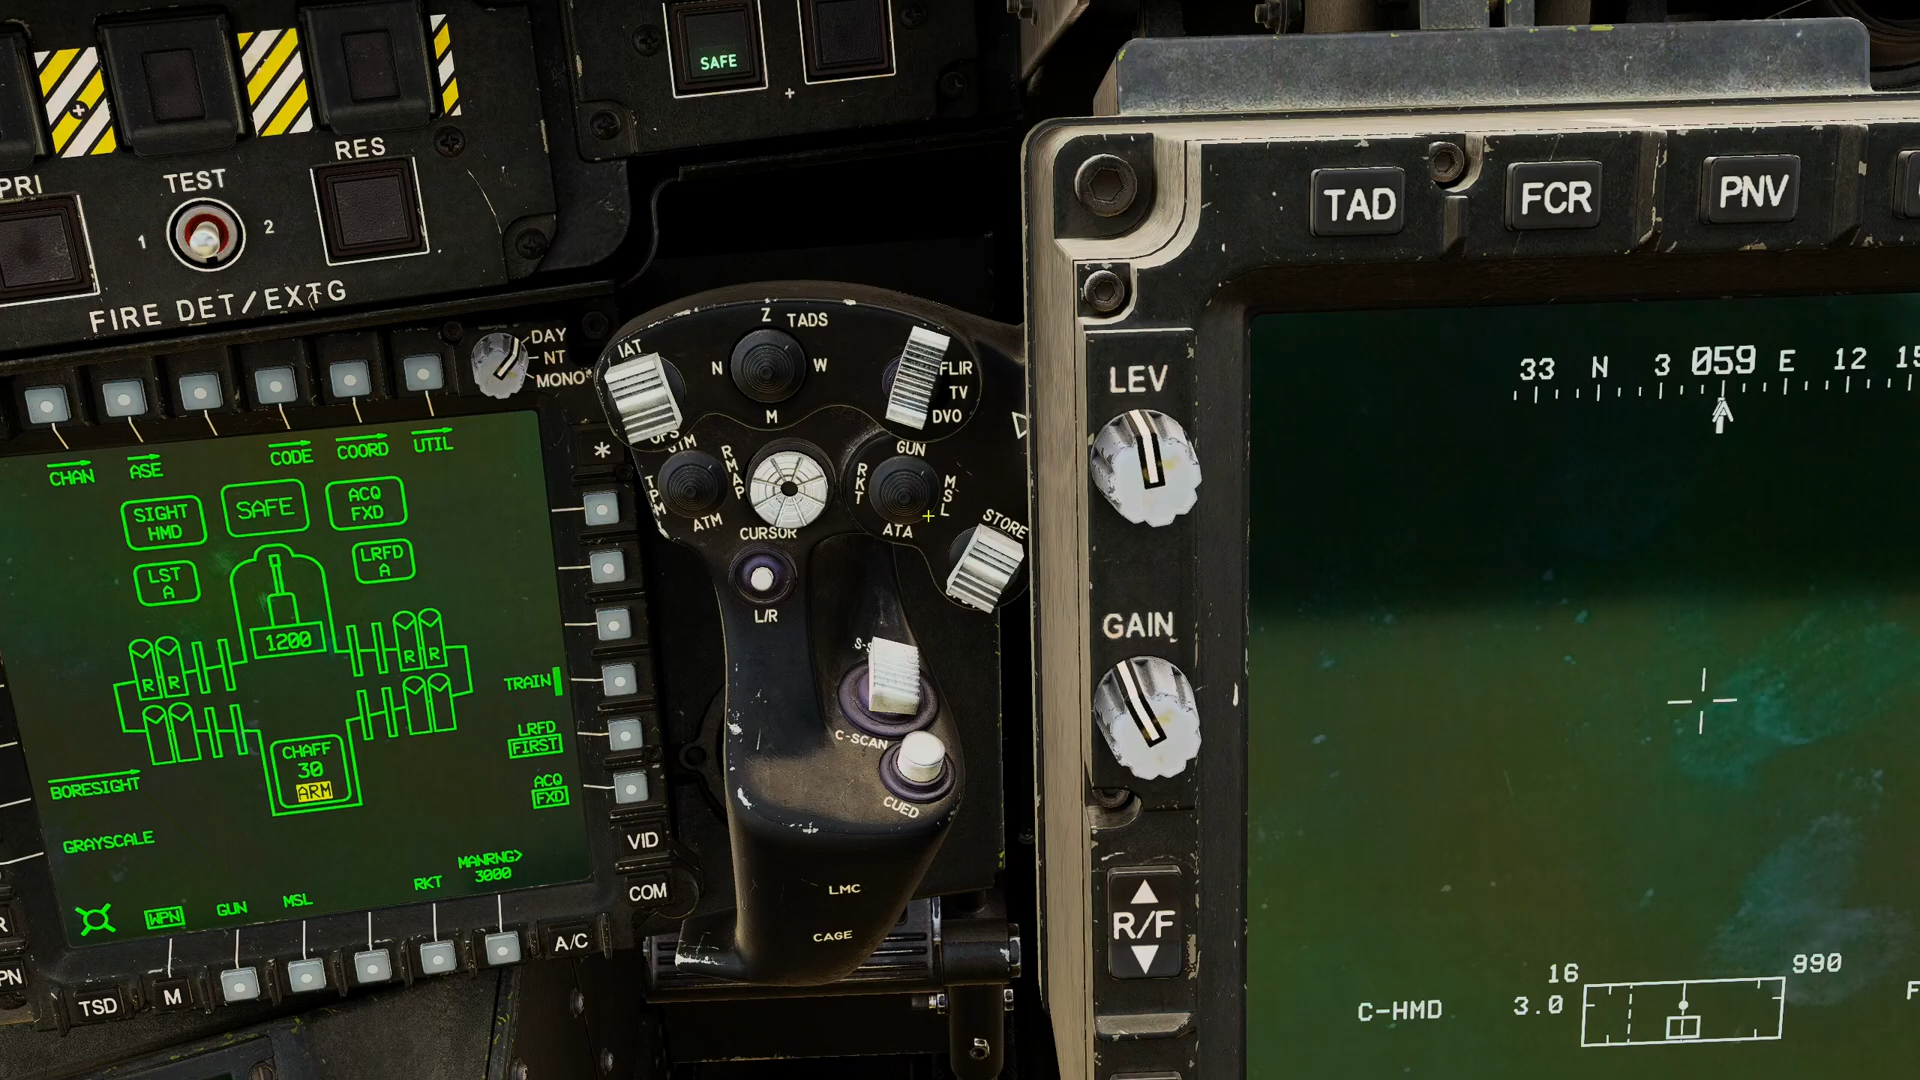 SAFE
PRI
TEST
RES
1
2
FIRE DET/EXTG
DAY
NT
MONO
CHAN
ASE
CODE
COORD
UTIL
SIGHT
HMD
SAFE
ACQ
FXD
LST
A
LRFD
A
1200
R
R
R
R
TRAIN
LRFD
FIRST
ACQ
FXD
CHAFF
30
ARM
BORESIGHT
GRAYSCALE
MANRNG>
3000
WPN
GUN
MSL
RKT
*
VID
COM
A/C
M
TSD
Z
TADS
IAT
N
W
M
FLIR
TV
DVO
RMAP
ATM
CURSOR
GUN
RKT
MSL
ATA
STORE
L/R
C-SCAN
CUED
LMC
CAGE
TAD
FCR
PNV
LEV
GAIN
R/F
33 N 3 059 E 12 15
C-HMD
16
3.0
990
F